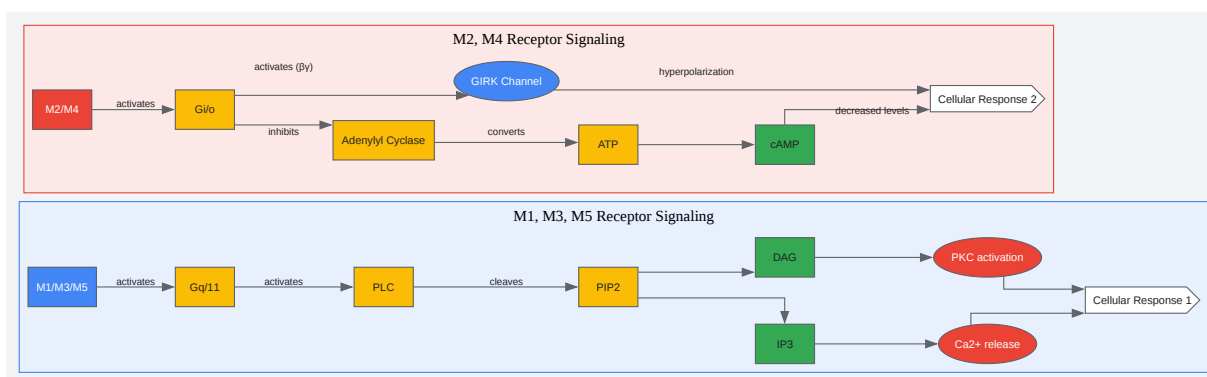 M2, M4 Receptor Signaling
activates (βγ)
GIRK Channel
hyperpolarization
M2/M4
activates
Gi/o
Cellular Response 2
inhibits
Adenylyl Cyclase
converts
ATP
cAMP
decreased levels
M1, M3, M5 Receptor Signaling
DAG
PKC activation
M1/M3/M5
activates
Gq/11
activates
PLC
cleaves
PIP2
Cellular Response 1
IP3
Ca2+ release